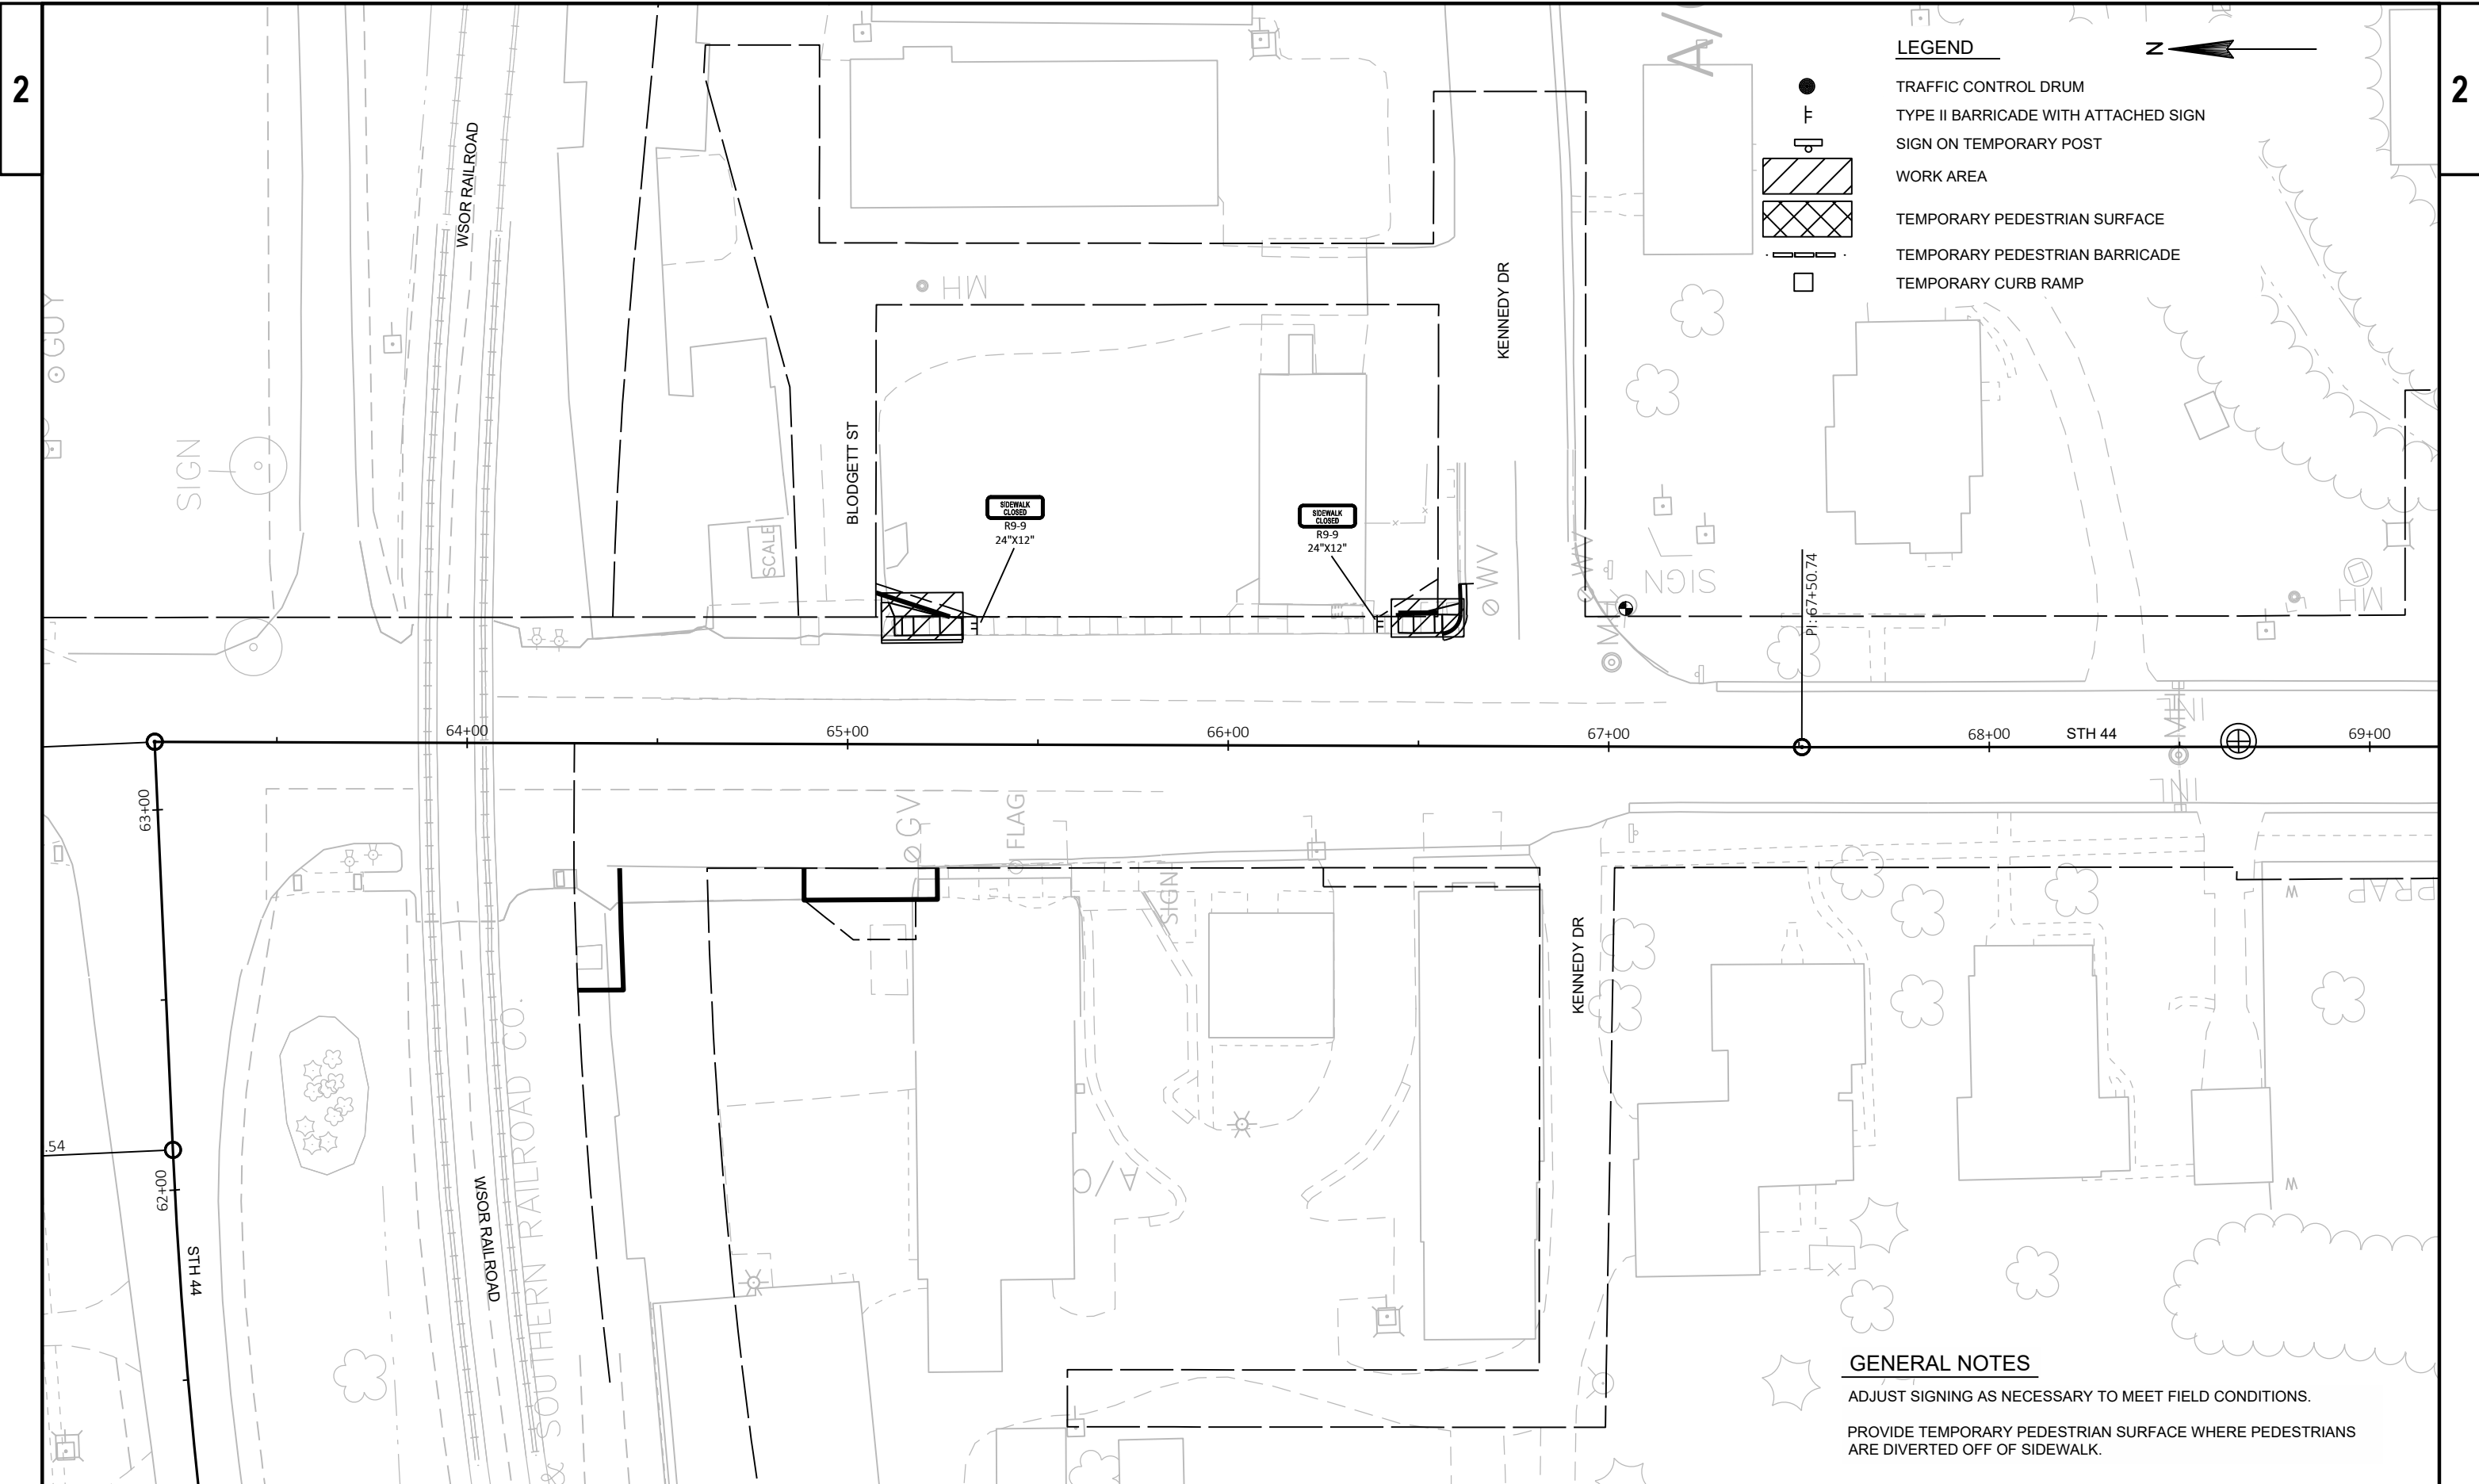 2
2
LEGEND
N
TRAFFIC CONTROL DRUM
TYPE II BARRICADE WITH ATTACHED SIGN
SIGN ON TEMPORARY POST
WORK AREA
TEMPORARY PEDESTRIAN SURFACE
TEMPORARY PEDESTRIAN BARRICADE
TEMPORARY CURB RAMP
A/
WSOR RAILROAD
GUY
MH
KENNEDY DR
SIGN
BLODGETT ST
SCALE
SIDEWALK
CLOSED
R9-9
24"X12"
SIDEWALK
CLOSED
R9-9
24"X12"
WV
WV
SIGN
MH
PI: 67+50.74
64+00
65+00
66+00
67+00
68+00
STH 44
69+00
63+00
GV
FLAG
SIGN
INL
KENNEDY DR
W
PRAP
& SOUTHERN RAILROAD CO.
.54
62+00
STH 44
WSOR RAILROAD
A/C
W
GENERAL NOTES
ADJUST SIGNING AS NECESSARY TO MEET FIELD CONDITIONS.
PROVIDE TEMPORARY PEDESTRIAN SURFACE WHERE PEDESTRIANS
ARE DIVERTED OFF OF SIDEWALK.